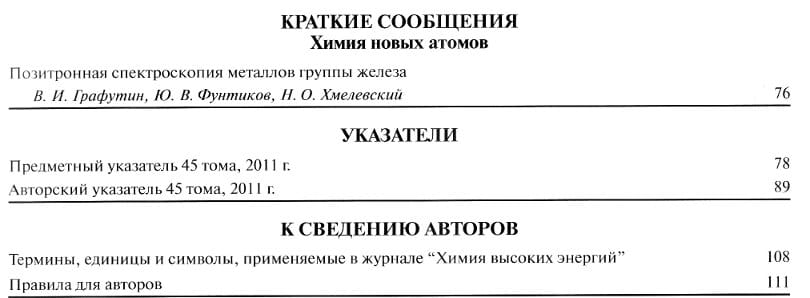 КРАТКИЕ СООБЩЕНИЯ
Химия новых атомов
Позитронная спектроскопия металлов группы железа
В. И. Графутин, Ю. В. Фунтиков, Н. О. Хмелевский 76
УКАЗАТЕЛИ
Предметный указатель 45 тома, 2011 г. 78
Авторский указатель 45 тома, 2011 г. 89
К СВЕДЕНИЮ АВТОРОВ
Термины, единицы и символы, применяемые в журнале “Химия высоких энергий” 108
Правила для авторов 111